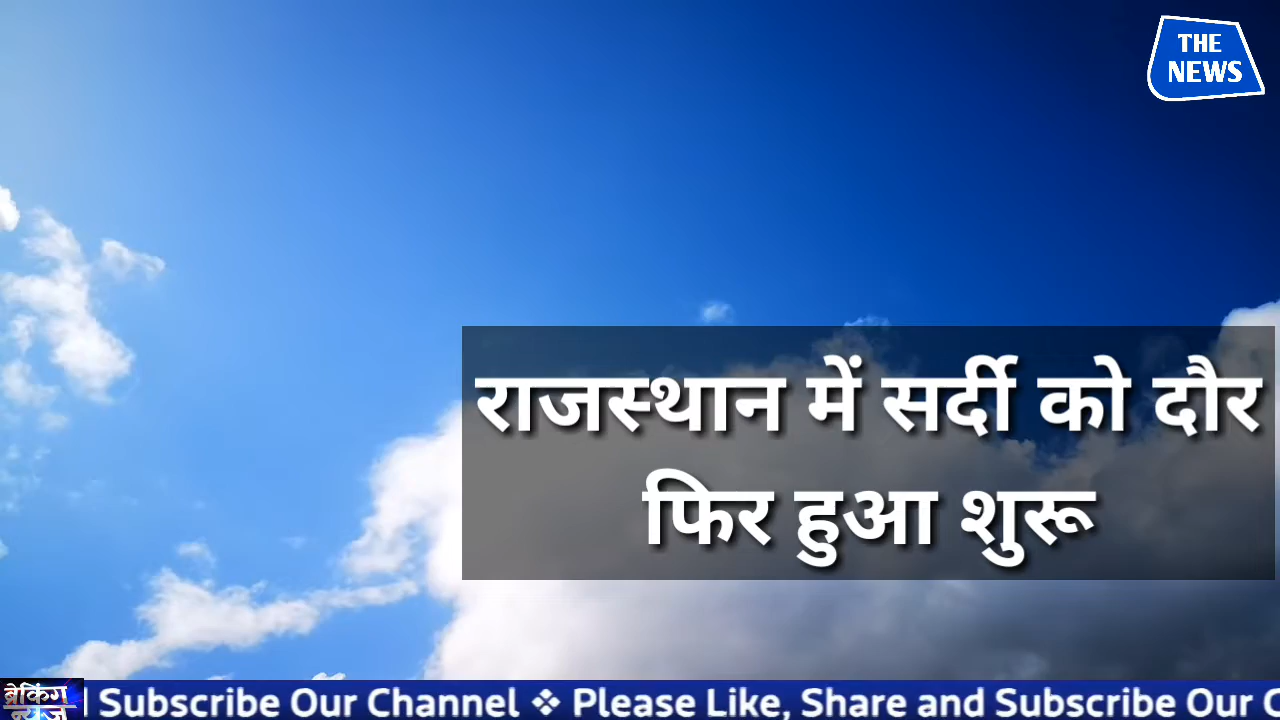 THE
NEWS
राजस्थान में सर्दी को दौर
फिर हुआ शुरू
ब्रेकिंग
न्यूज
Subscribe Our Channel ❖ Please Like, Share and Subscribe Our